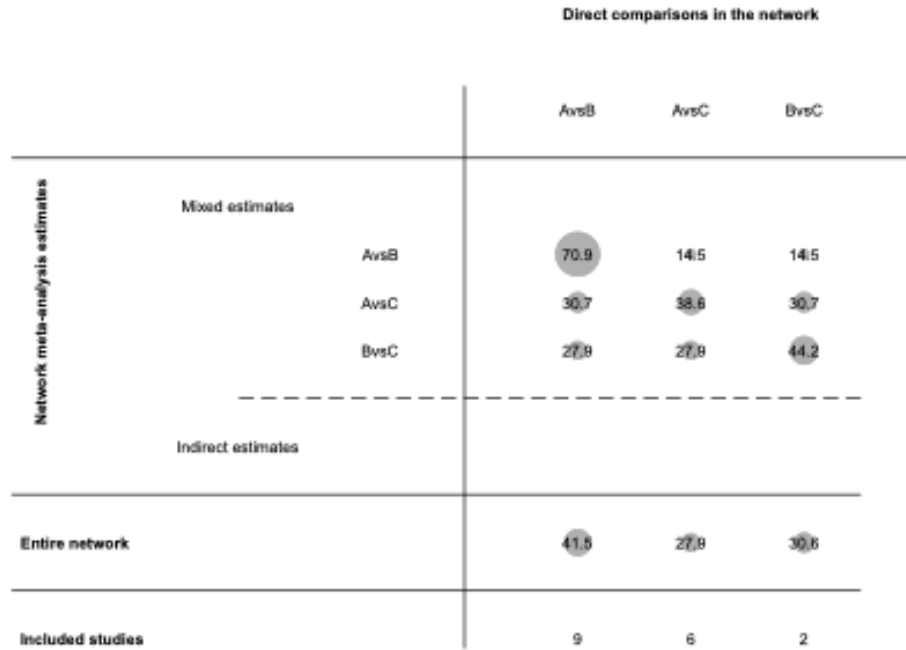 Direct comparisons in the network
AvsB AvsC BvsC
Network meta-analysis estimates
Mixed estimates
AvsB 70.9 14.5 14.5
AvsC 30.7 38.6 30.7
BvsC 27.9 27.9 44.2
Indirect estimates
Entire network 41.5 27.9 30.6
Included studies 9 6 2